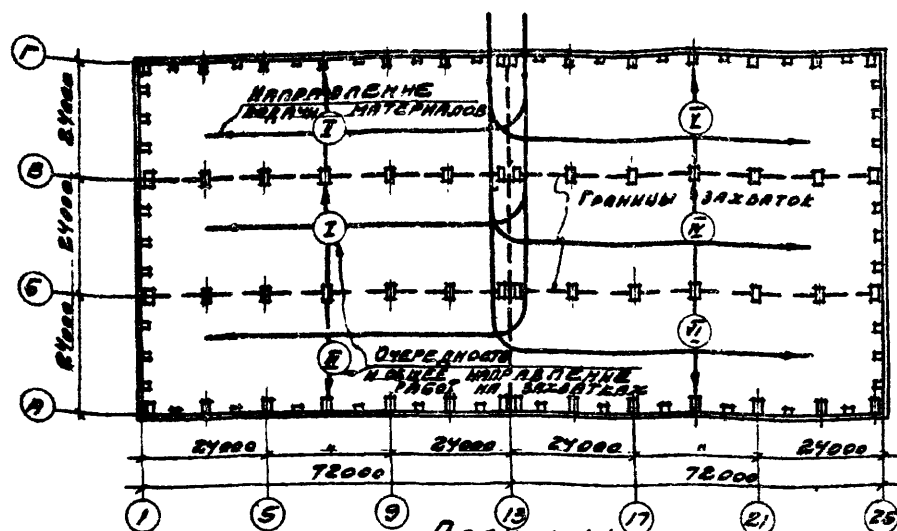 Г
24000
НАПРАВЛЕНИЕ
ПОДАЧИ МАТЕРИАЛОВ
II
V
В
24000
ГРАНИЦЫ ЗАХВАТОК
I
IV
Б
24000
III
VI
ОЧЕРЕДНОСТЬ
И ОБЩЕЕ НАПРАВЛЕНИЕ
РАБОТ НА ЗАХВАТКАХ
А
24000 " 24000 24000 " 24000
72000 72000
1 5 9 13 17 21 25